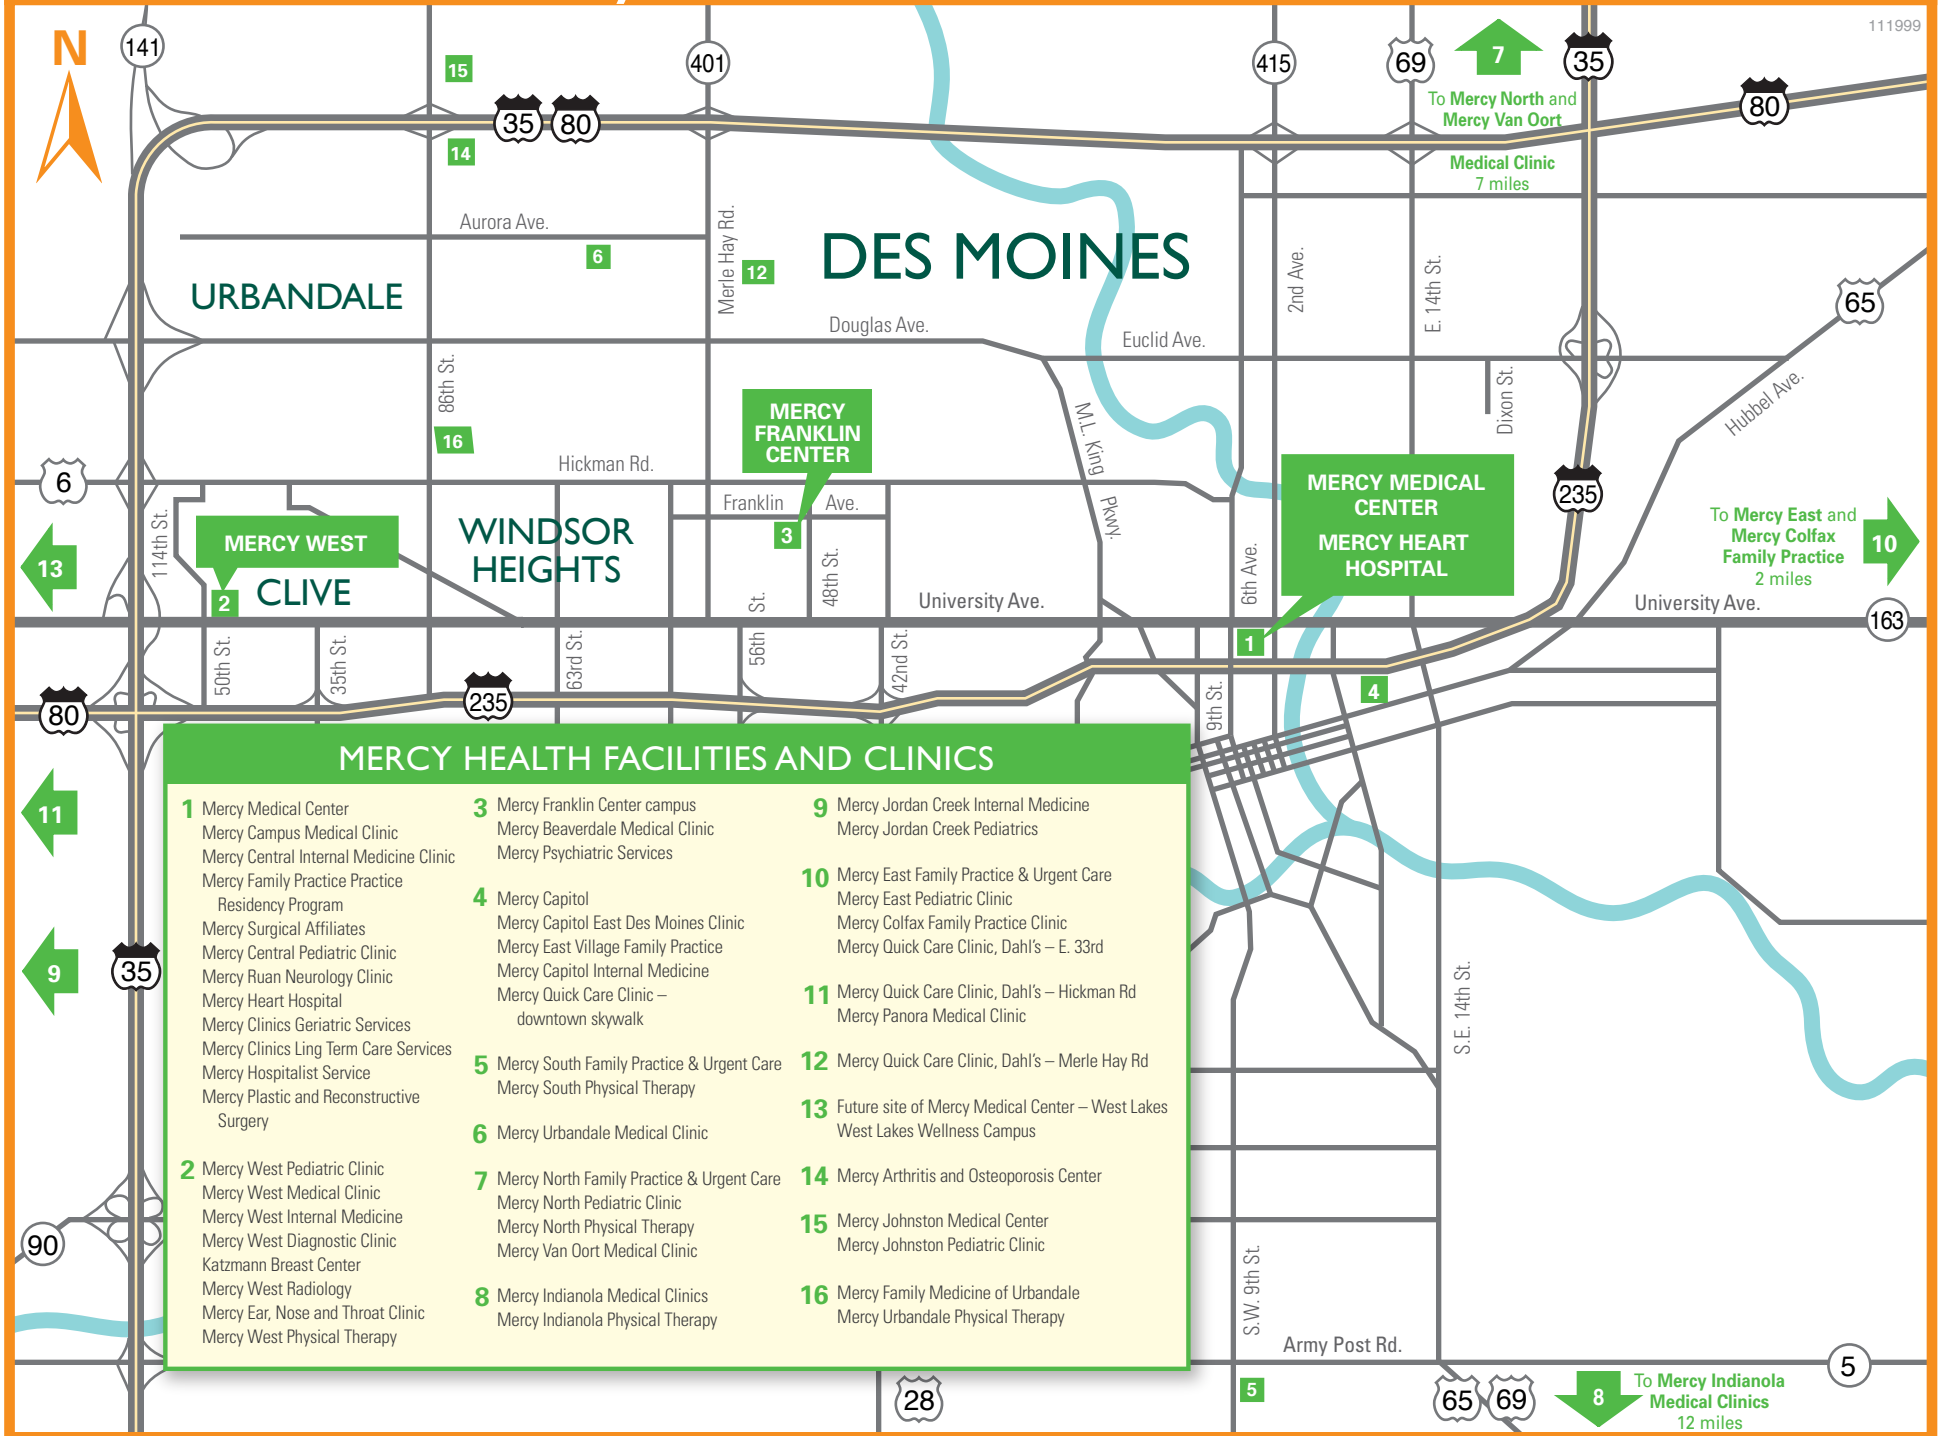 N
141
15
401
415
69
7
35
111999
35
80
80
To Mercy North and
Mercy Van Oort
Medical Clinic
7 miles
14
Aurora Ave.
6
Merle Hay Rd.
12
DES MOINES
2nd Ave.
E. 14th St.
URBANDALE
65
Douglas Ave.
Euclid Ave.
86th St.
Dixon St.
Hubbel Ave.
16
MERCY
FRANKLIN
CENTER
M.L. King
Pkwy.
6
Hickman Rd.
Franklin
Ave.
3
48th St.
MERCY MEDICAL
CENTER
MERCY HEART
HOSPITAL
235
13
114th St.
MERCY WEST
2
CLIVE
WINDSOR
HEIGHTS
To Mercy East and
Mercy Colfax
Family Practice
2 miles
10
University Ave.
6th Ave.
University Ave.
163
1
50th St.
35th St.
63rd St.
56th St.
42nd St.
9th St.
4
80
235
11
9
35
90
MERCY HEALTH FACILITIES AND CLINICS
1 Mercy Medical Center
Mercy Campus Medical Clinic
Mercy Central Internal Medicine Clinic
Mercy Family Practice Practice
Residency Program
Mercy Surgical Affiliates
Mercy Central Pediatric Clinic
Mercy Ruan Neurology Clinic
Mercy Heart Hospital
Mercy Clinics Geriatric Services
Mercy Clinics Ling Term Care Services
Mercy Hospitalist Service
Mercy Plastic and Reconstructive
Surgery
2 Mercy West Pediatric Clinic
Mercy West Medical Clinic
Mercy West Internal Medicine
Mercy West Diagnostic Clinic
Katzmann Breast Center
Mercy West Radiology
Mercy Ear, Nose and Throat Clinic
Mercy West Physical Therapy
3 Mercy Franklin Center campus
Mercy Beaverdale Medical Clinic
Mercy Psychiatric Services
4 Mercy Capitol
Mercy Capitol East Des Moines Clinic
Mercy East Village Family Practice
Mercy Capitol Internal Medicine
Mercy Quick Care Clinic –
downtown skywalk
5 Mercy South Family Practice & Urgent Care
Mercy South Physical Therapy
6 Mercy Urbandale Medical Clinic
7 Mercy North Family Practice & Urgent Care
Mercy North Pediatric Clinic
Mercy North Physical Therapy
Mercy Van Oort Medical Clinic
8 Mercy Indianola Medical Clinics
Mercy Indianola Physical Therapy
9 Mercy Jordan Creek Internal Medicine
Mercy Jordan Creek Pediatrics
10 Mercy East Family Practice & Urgent Care
Mercy East Pediatric Clinic
Mercy Colfax Family Practice Clinic
Mercy Quick Care Clinic, Dahl's – E. 33rd
11 Mercy Quick Care Clinic, Dahl's – Hickman Rd
Mercy Panora Medical Clinic
12 Mercy Quick Care Clinic, Dahl's – Merle Hay Rd
13 Future site of Mercy Medical Center – West Lakes
West Lakes Wellness Campus
14 Mercy Arthritis and Osteoporosis Center
15 Mercy Johnston Medical Center
Mercy Johnston Pediatric Clinic
16 Mercy Family Medicine of Urbandale
Mercy Urbandale Physical Therapy
S.E. 14th St.
S.W. 9th St.
Army Post Rd.
5
28
5
65
69
8
To Mercy Indianola
Medical Clinics
12 miles